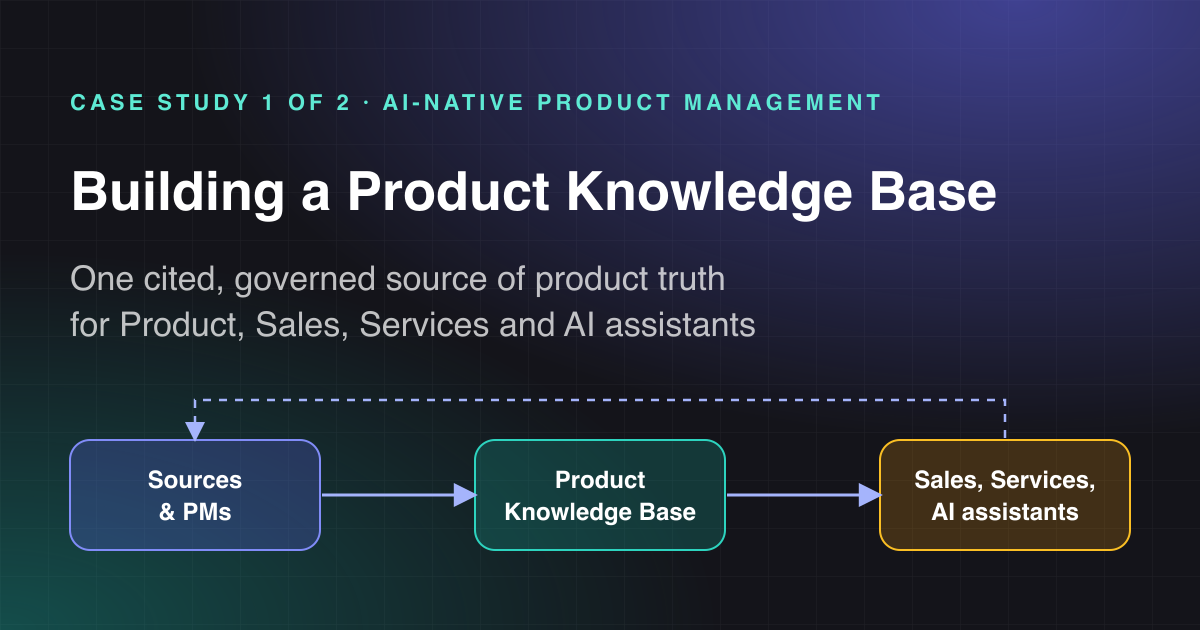 CASE STUDY 1 OF 2 · AI-NATIVE PRODUCT MANAGEMENT
Building a Product Knowledge Base
One cited, governed source of product truth
for Product, Sales, Services and AI assistants
Sources
& PMs
Product
Knowledge Base
Sales, Services,
AI assistants